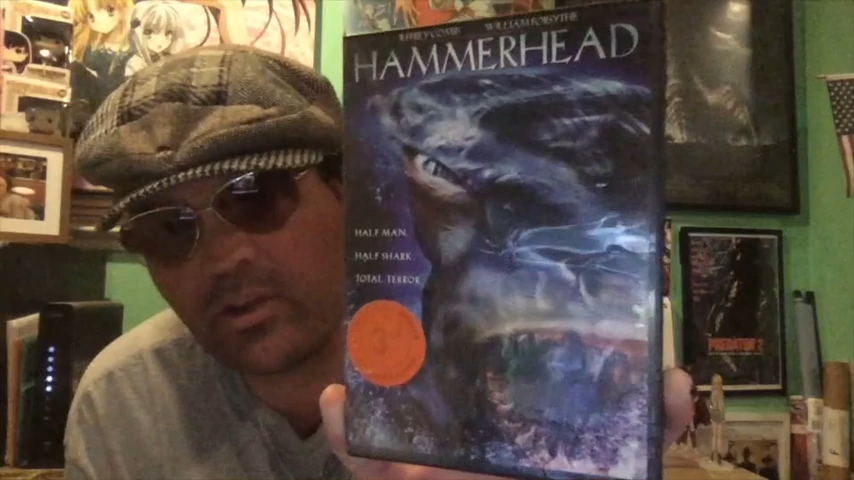 JEFFREY COMBS WILLIAM FORSYTHE
HAMMERHEAD
HALF MAN.
HALF SHARK.
TOTAL TERROR.
PREDATOR 2